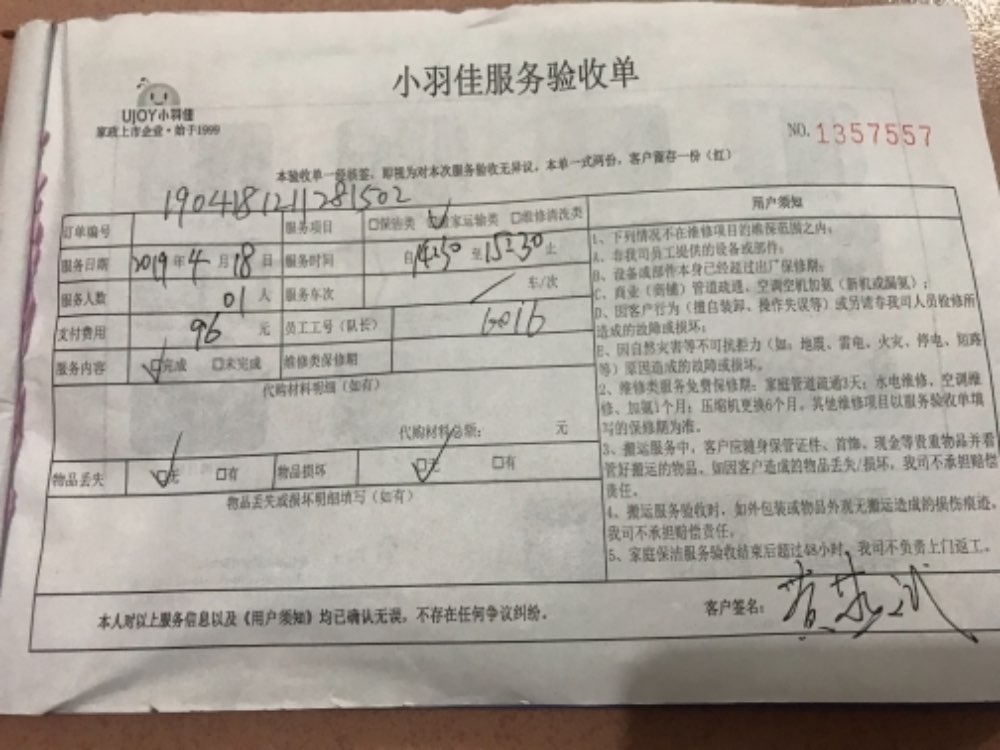 小羽佳服务验收单
UJOY小羽佳
家政上市企业·始于1999
NO. 1357557
本验收单一经核签，即视为对本次服务验收无异议，本单一式两份，客户留存一份（红）
订单编号 190418121128 1502 服务项目 □保洁类 □搬家运输类 □维修清洗类
服务日期 2019 年 4 月 18 日 服务时间 自 14:30 至 15:30 止
服务人数 01 人 服务车次 车/次
支付费用 96 元 员工工号（队长） 6016
服务内容 □完成 □未完成 维修类保修期
代购材料明细（如有）
代购材料总额： 元
物品丢失 □无 □有 物品损坏 □无 □有
物品丢失或损坏明细填写（如有）
用户须知
1、下列情况不在维修项目的维保范围之内：
A、非我司员工提供的设备或部件；
B、设备或部件本身已经超过出厂保修期；
C、商业（商铺）管道疏通、空调空机加氨（新机或漏氨）；
D、因客户行为（擅自装卸、操作失误等）或另请非我司人员检修所
造成的故障或损坏；
E、因自然灾害等不可抗拒力（如：地震、雷电、火灾、停电、短路
等）原因造成的故障或损坏。
2、维修类服务免费保修期：家庭管道疏通3天；水电维修、空调维
修、加氨1个月；压缩机更换6个月。其他维修项目以服务验收单填
写的保修期为准。
3、搬运服务中，客户应随身保管证件、首饰、现金等贵重物品并看
管好搬运的物品。如因客户造成的物品丢失/损坏，我司不承担赔偿
责任。
4、搬运服务验收时，如外包装或物品外观无搬运造成的损伤痕迹，
我司不承担赔偿责任。
5、家庭保洁服务验收结束后超过48小时，我司不负责上门返工。
本人对以上服务信息以及《用户须知》均已确认无误，不存在任何争议纠纷。
客户签名：